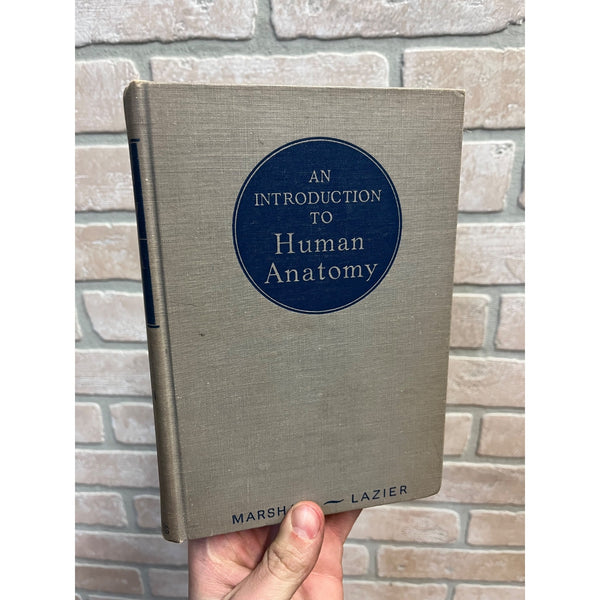 AN
INTRODUCTION
TO
Human
Anatomy
MARSH ~ LAZIER